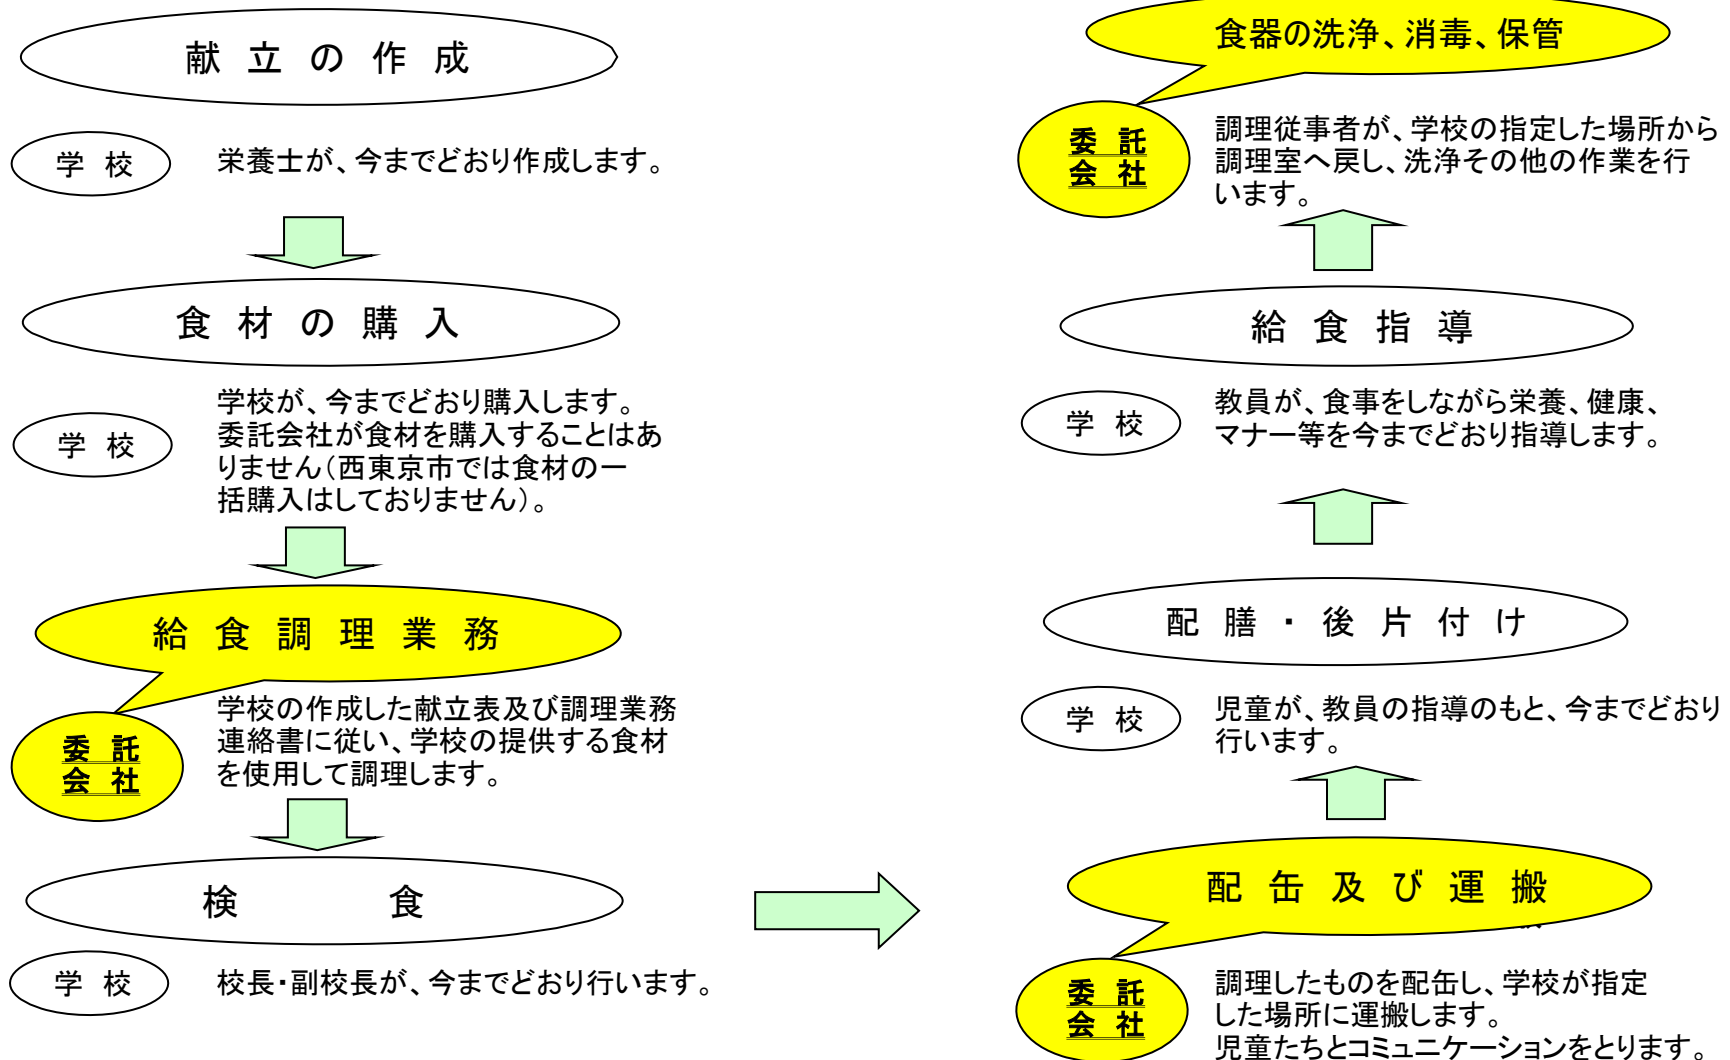 献立の作成
学校
栄養士が、今までどおり作成します。
食材の購入
学校
学校が、今までどおり購入します。
委託会社が食材を購入することはあ
りません（西東京市では食材の一
括購入はしておりません）。
給食調理業務
委託
会社
学校の作成した献立表及び調理業務
連絡書に従い、学校の提供する食材
を使用して調理します。
検食
学校
校長・副校長が、今までどおり行います。
配缶及び運搬
委託
会社
調理したものを配缶し、学校が指定
した場所に運搬します。
児童たちとコミュニケーションをとります。
配膳・後片付け
学校
児童が、教員の指導のもと、今までどおり
行います。
給食指導
学校
教員が、食事をしながら栄養、健康、
マナー等を今までどおり指導します。
食器の洗浄、消毒、保管
委託
会社
調理従事者が、学校の指定した場所から
調理室へ戻し、洗浄その他の作業を行
います。